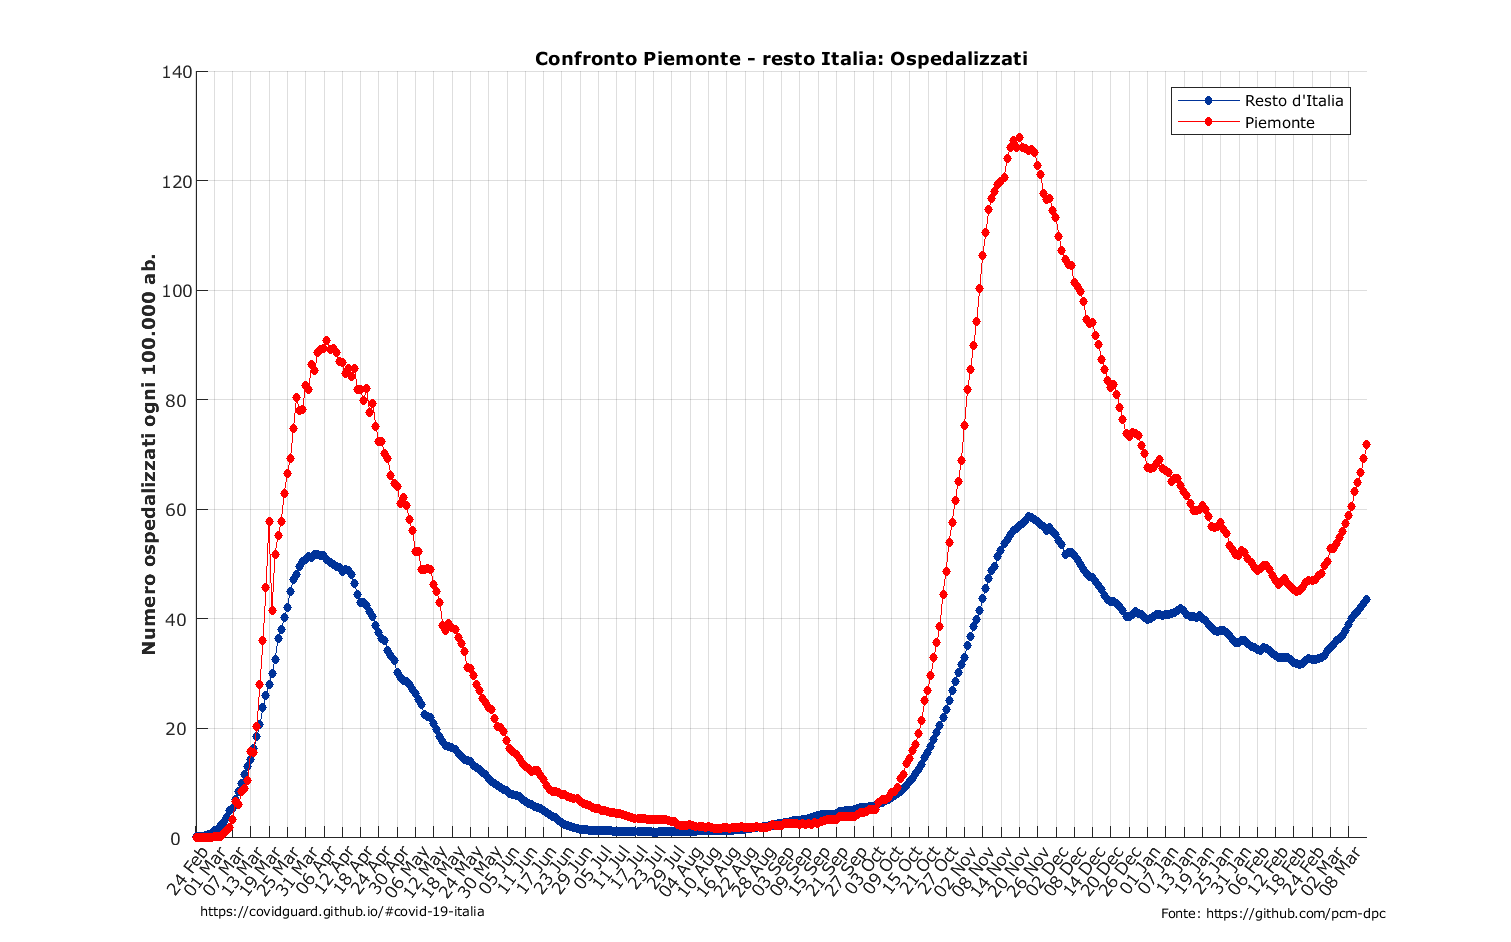 Confronto Piemonte - resto Italia: Ospedalizzati
Resto d'Italia
Piemonte
Numero ospedalizzati ogni 100.000 ab.
140
120
100
80
60
40
20
0
24 Feb
01 Mar
07 Mar
13 Mar
19 Mar
25 Mar
31 Mar
06 Apr
12 Apr
18 Apr
24 Apr
30 Apr
06 May
12 May
18 May
24 May
30 May
05 Jun
11 Jun
17 Jun
23 Jun
29 Jun
05 Jul
11 Jul
17 Jul
23 Jul
29 Jul
04 Aug
10 Aug
16 Aug
22 Aug
28 Aug
03 Sep
09 Sep
15 Sep
21 Sep
27 Sep
03 Oct
09 Oct
15 Oct
21 Oct
27 Oct
02 Nov
08 Nov
14 Nov
20 Nov
26 Nov
02 Dec
08 Dec
14 Dec
20 Dec
26 Dec
01 Jan
07 Jan
13 Jan
19 Jan
25 Jan
31 Jan
06 Feb
12 Feb
18 Feb
24 Feb
02 Mar
08 Mar
https://covidguard.github.io/#covid-19-italia
Fonte: https://github.com/pcm-dpc